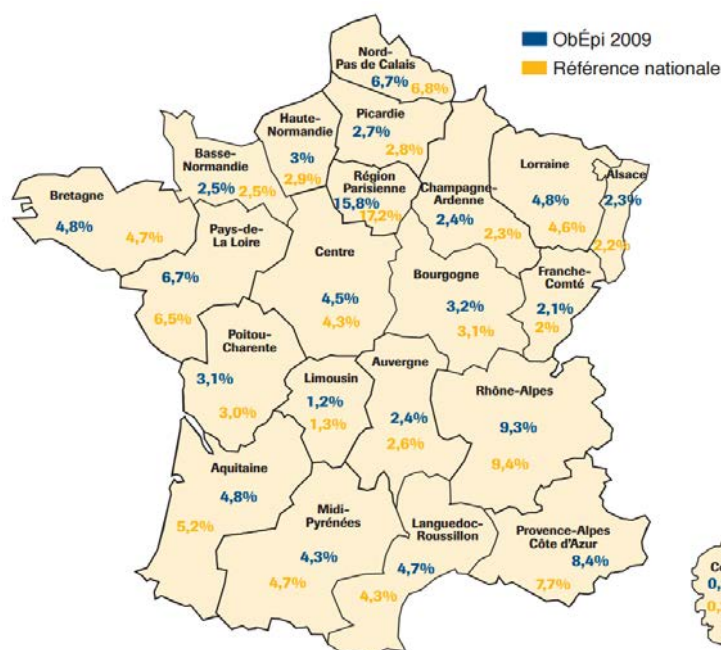 ObÉpi 2009
Référence nationale
Nord-
Pas de Calais
6,7% 6,8%
Picardie
2,7%
2,8%
Haute-
Normandie
3%
2,9%
Basse-
Normandie
2,5% 2,5%
Région
Parisienne
15,8%
17,2%
Champagne-
Ardenne
2,4%
2,3%
Lorraine
4,8%
4,6%
Alsace
2,3%
2,2%
Bretagne
4,8%
4,7%
Pays-de-
La Loire
6,7%
6,5%
Centre
4,5%
4,3%
Bourgogne
3,2%
3,1%
Franche-
Comté
2,1%
2%
Poitou-
Charente
3,1%
3,0%
Limousin
1,2%
1,3%
Auvergne
2,4%
2,6%
Rhône-Alpes
9,3%
9,4%
Aquitaine
4,8%
5,2%
Midi-
Pyrénées
4,3%
4,7%
Languedoc-
Roussillon
4,7%
4,3%
Provence-Alpes
Côte d'Azur
8,4%
7,7%